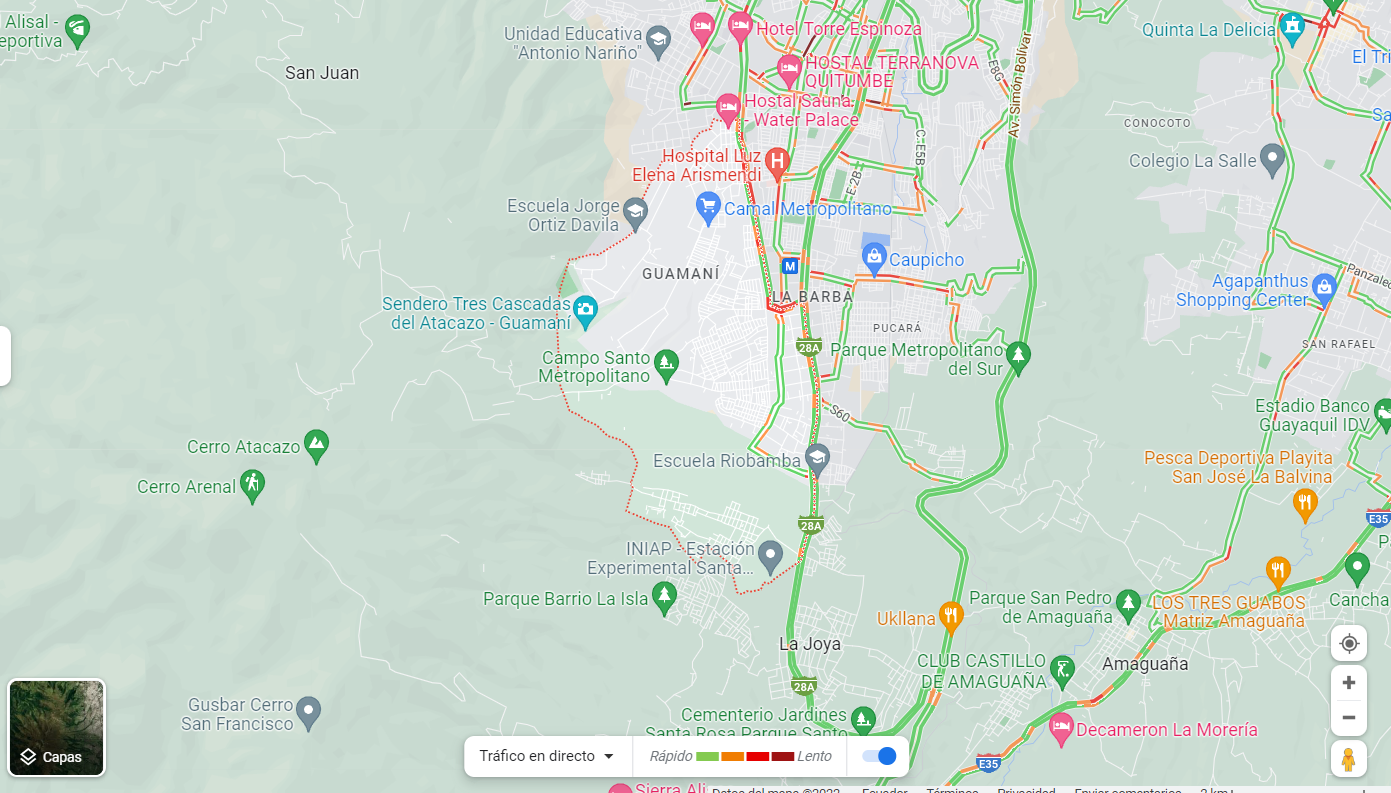 Alisal -
eportiva
San Juan
Unidad Educativa
"Antonio Nariño"
Hotel Torre Espinoza
HOSTAL TERRANOVA
QUITUMBE
Hostal Sauna
- Water Palace
E8G
Av. Simón Bolívar
Quinta La Delicia
El Tri
Sa
CONOCOTO
Colegio La Salle
Hospital Luz
Elena Arismendi
C. E5B
E-2B
Escuela Jorge
Ortiz Davila
Camal Metropolitano
GUAMANÍ
M
Caupicho
Panzaleo
Agapanthus
Shopping Center
Sendero Tres Cascadas
del Atacazo - Guamaní
LA BARBA
PUCARÁ
28A
Parque Metropolitano
del Sur
SAN RAFAEL
Campo Santo
Metropolitano
S60
Estadio Banco
Guayaquil IDV
Cerro Atacazo
Cerro Arenal
Escuela Riobamba
Pesca Deportiva Playita
San José La Balvina
28A
E35
INIAP - Estación
Experimental Santa...
Parque Barrio La Isla
Ukllana
Parque San Pedro
de Amaguaña
LOS TRES GUABOS
Matriz Amaguaña
Cancha
La Joya
CLUB CASTILLO
DE AMAGUAÑA
Amaguaña
28A
Gusbar Cerro
San Francisco
Cementerio Jardines
Santa Rosa Parque Santo
Decameron La Morería
Capas
Tráfico en directo
Rápido
Lento
E35
Sierra Ali
Datos del mapa ©2022
Ecuador
Términos
Privacidad
Enviar comentarios
2 km